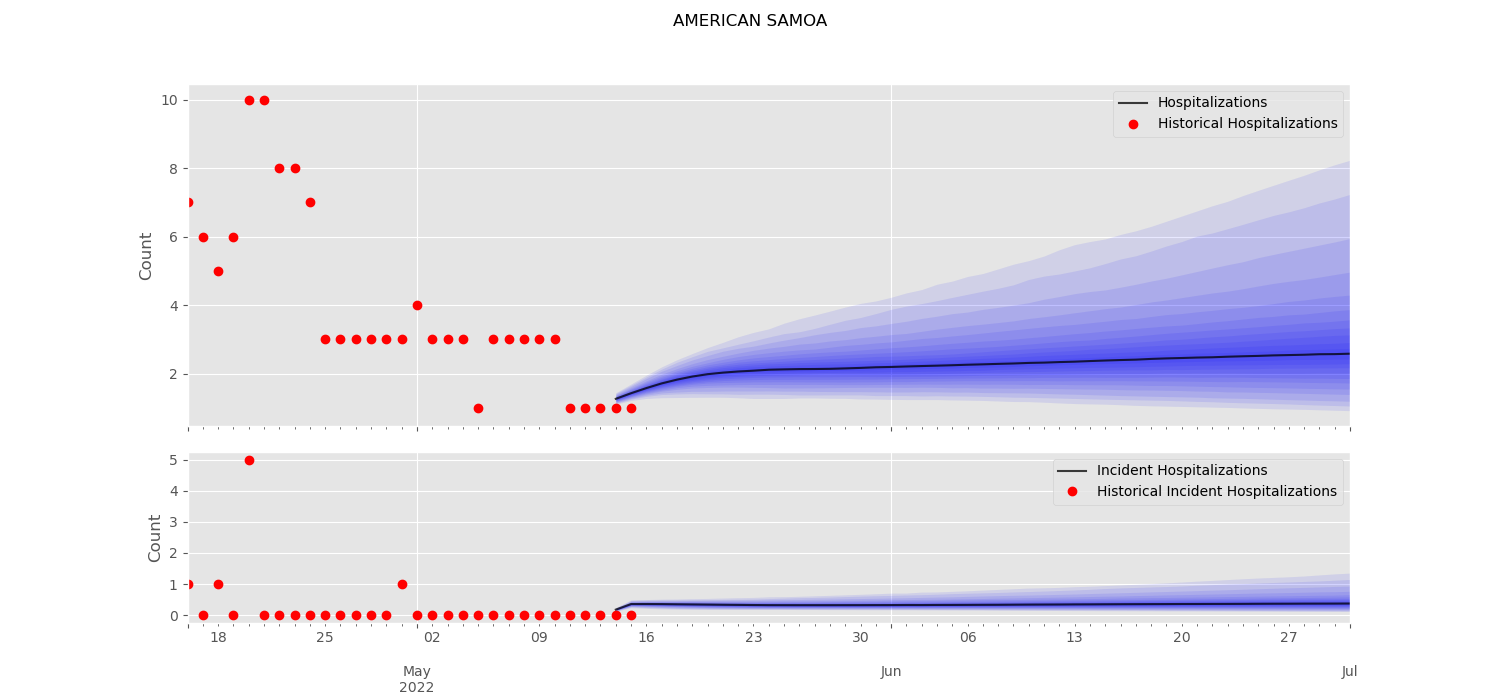 AMERICAN SAMOA
10
8
6
4
2
Count
Hospitalizations
Historical Hospitalizations
5
4
3
2
1
0
Count
Incident Hospitalizations
Historical Incident Hospitalizations
18 25 02 09 16 23 30 06 13 20 27
May Jun Jul
2022